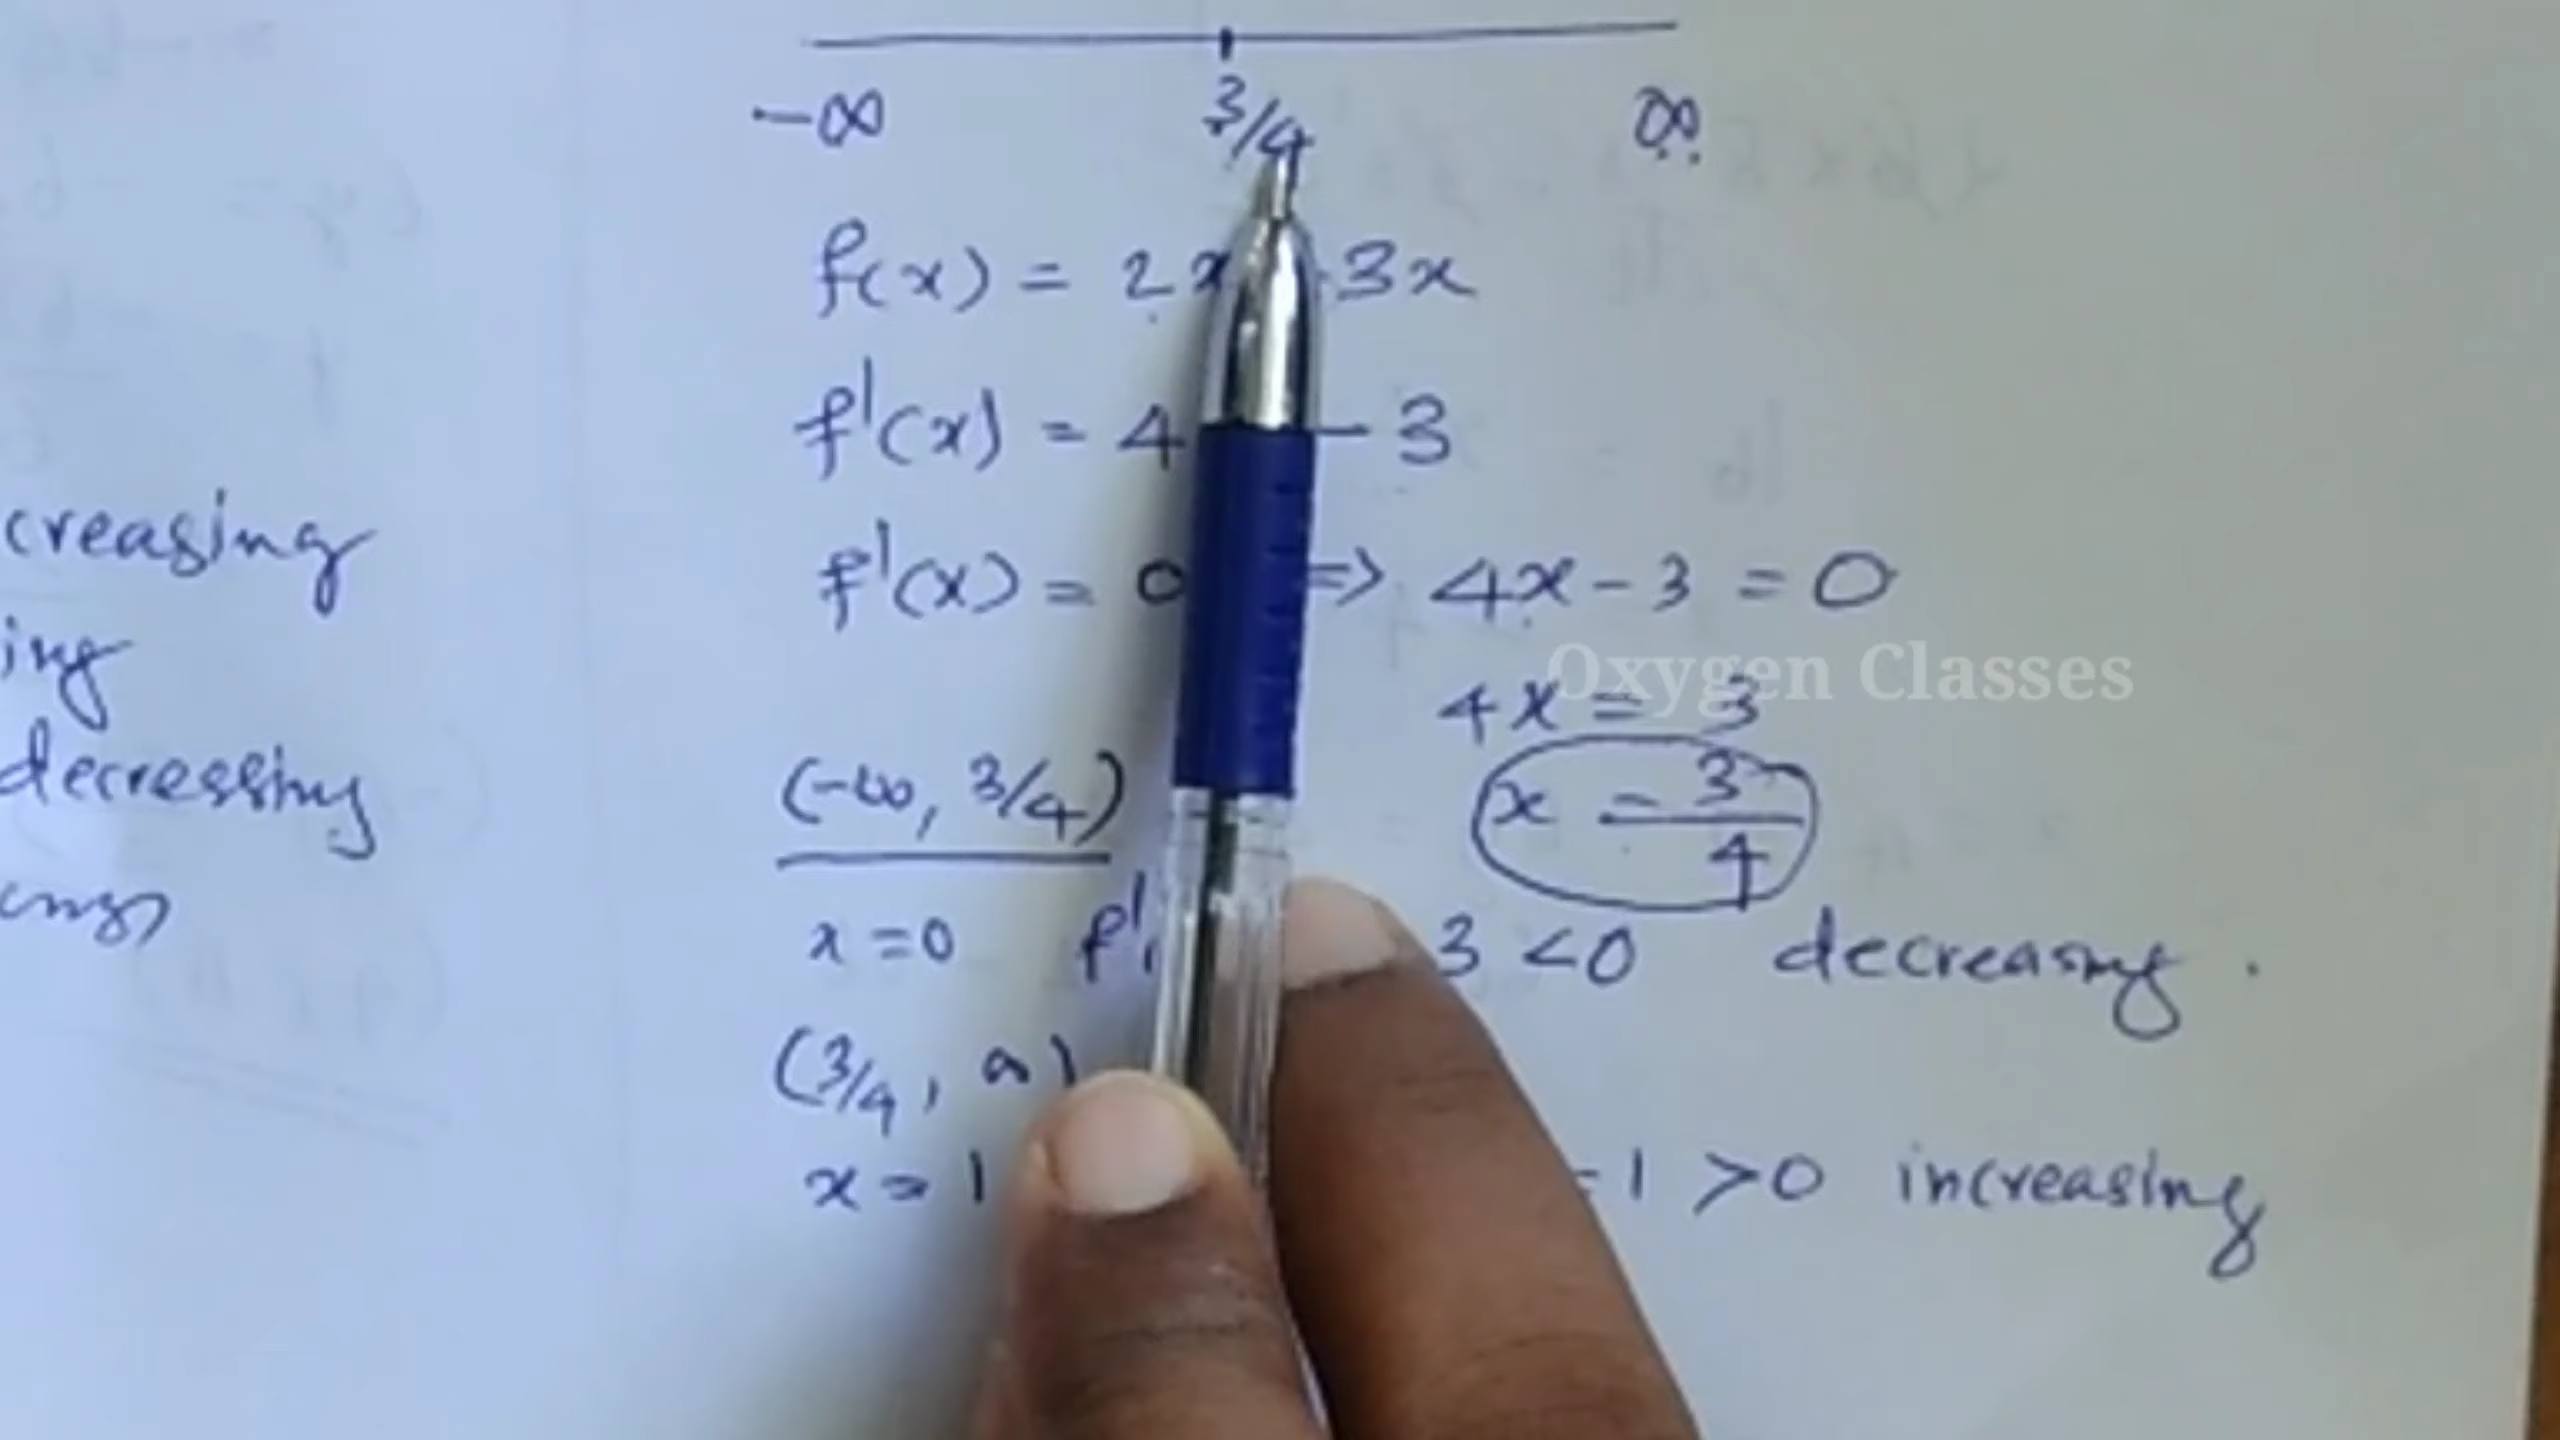 -∞ 3/4 ∞
f(x) = 2x 3x
f'(x) = 4 - 3
f'(x) = 0 => 4x - 3 = 0
creasing
Oxygen Classes
ing
4x = 3
decressing
(-∞, 3/4)
x = 3/4
x = 0 f' 3 < 0 decreasing .
(3/4, ∞)
x = 1 = 1 > 0 increasing